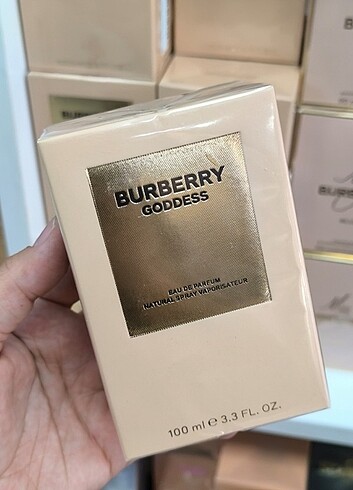 BURBERRY
GODDESS
EAU DE PARFUM
NATURAL SPRAY VAPORISATEUR
100 ml ℮ 3.3 FL. OZ.